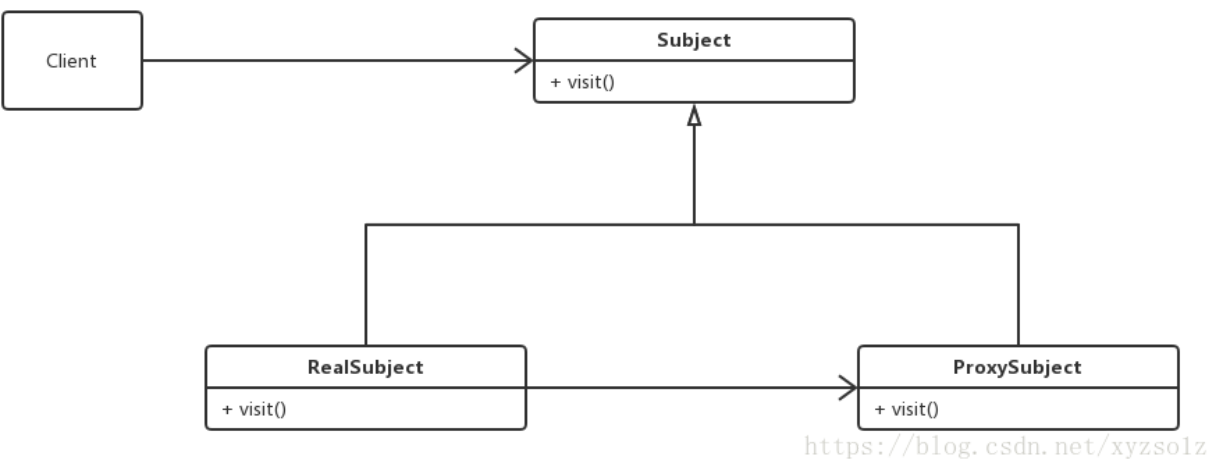 Client
Subject
+ visit()
RealSubject
+ visit()
ProxySubject
+ visit()
https://blog.csdn.net/xyzso1z